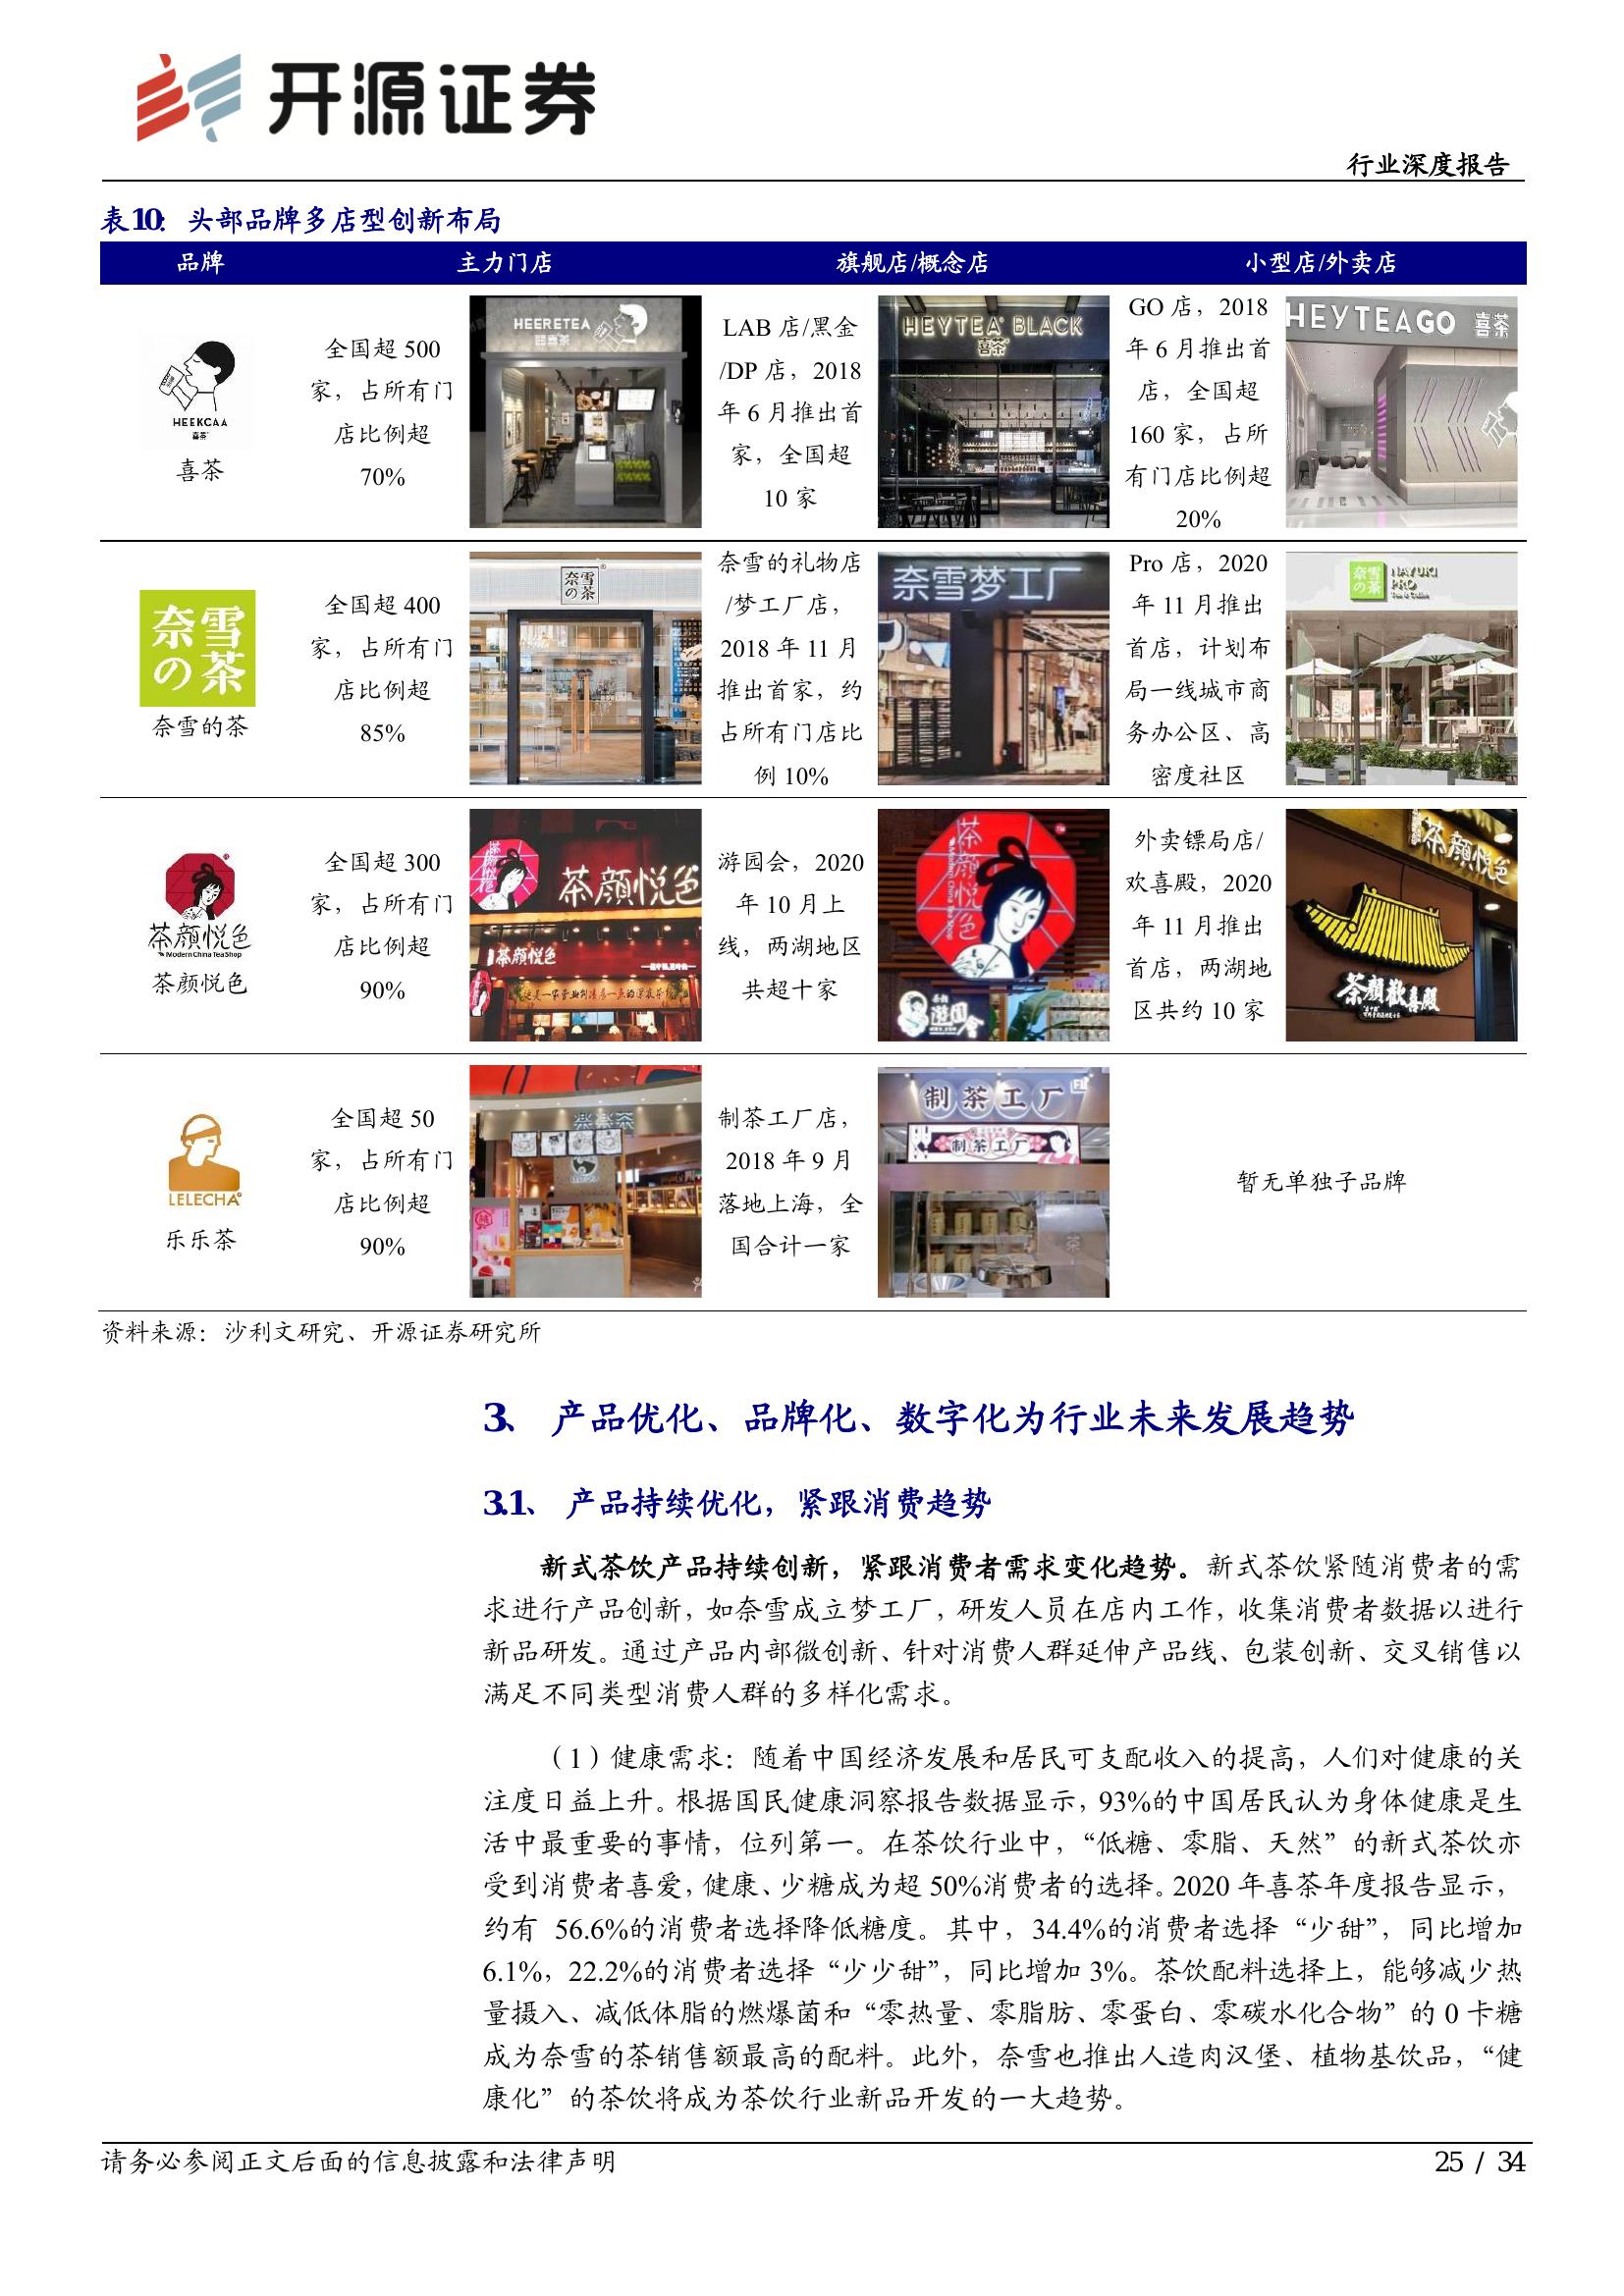 开源证券
行业深度报告
表10： 头部品牌多店型创新布局
品牌 主力门店 旗舰店/概念店 小型店/外卖店
HEEKCAA
喜茶
喜茶
全国超 500
家，占所有门
店比例超
70%
HEERETEA
LAB 店/黑金
/DP 店，2018
年 6 月推出首
家，全国超
10 家
HEYTEA BLACK
喜茶
GO 店，2018
年 6 月推出首
店，全国超
160 家，占所
有门店比例超
20%
HEYTEAGO 喜茶
奈雪
の茶
奈雪的茶
全国超 400
家，占所有门
店比例超
85%
奈雪
の茶
奈雪的礼物店
/梦工厂店，
2018 年 11 月
推出首家，约
占所有门店比
例 10%
奈雪梦工厂
Pro 店，2020
年 11 月推出
首店，计划布
局一线城市商
务办公区、高
密度社区
奈雪
の茶
NAYUKI
PRO
茶颜悦色
Modern China Tea Shop
茶颜悦色
全国超 300
家，占所有门
店比例超
90%
茶颜悦色
茶颜悦色
游园会，2020
年 10 月上
线，两湖地区
共超十家
茶颜悦色
遊园會
外卖镖局店/
欢喜殿，2020
年 11 月推出
首店，两湖地
区共约 10 家
茶颜悦色
茶颜歡喜殿
LELECHA
乐乐茶
全国超 50
家，占所有门
店比例超
90%
樂樂茶
制茶工厂店，
2018 年 9 月
落地上海，全
国合计一家
制茶工厂
制茶工厂
暂无单独子品牌
资料来源：沙利文研究、开源证券研究所
3、 产品优化、品牌化、数字化为行业未来发展趋势
3.1、 产品持续优化，紧跟消费趋势
新式茶饮产品持续创新，紧跟消费者需求变化趋势。新式茶饮紧随消费者的需
求进行产品创新，如奈雪成立梦工厂，研发人员在店内工作，收集消费者数据以进行
新品研发。通过产品内部微创新、针对消费人群延伸产品线、包装创新、交叉销售以
满足不同类型消费人群的多样化需求。
（1）健康需求：随着中国经济发展和居民可支配收入的提高，人们对健康的关
注度日益上升。根据国民健康洞察报告数据显示，93%的中国居民认为身体健康是生
活中最重要的事情，位列第一。在茶饮行业中，“低糖、零脂、天然”的新式茶饮亦
受到消费者喜爱，健康、少糖成为超 50%消费者的选择。2020 年喜茶年度报告显示，
约有 56.6%的消费者选择降低糖度。其中，34.4%的消费者选择“少甜”，同比增加
6.1%，22.2%的消费者选择“少少甜”，同比增加 3%。茶饮配料选择上，能够减少热
量摄入、减低体脂的燃爆菌和“零热量、零脂肪、零蛋白、零碳水化合物”的 0 卡糖
成为奈雪的茶销售额最高的配料。此外，奈雪也推出人造肉汉堡、植物基饮品，“健
康化”的茶饮将成为茶饮行业新品开发的一大趋势。
请务必参阅正文后面的信息披露和法律声明
25 / 34